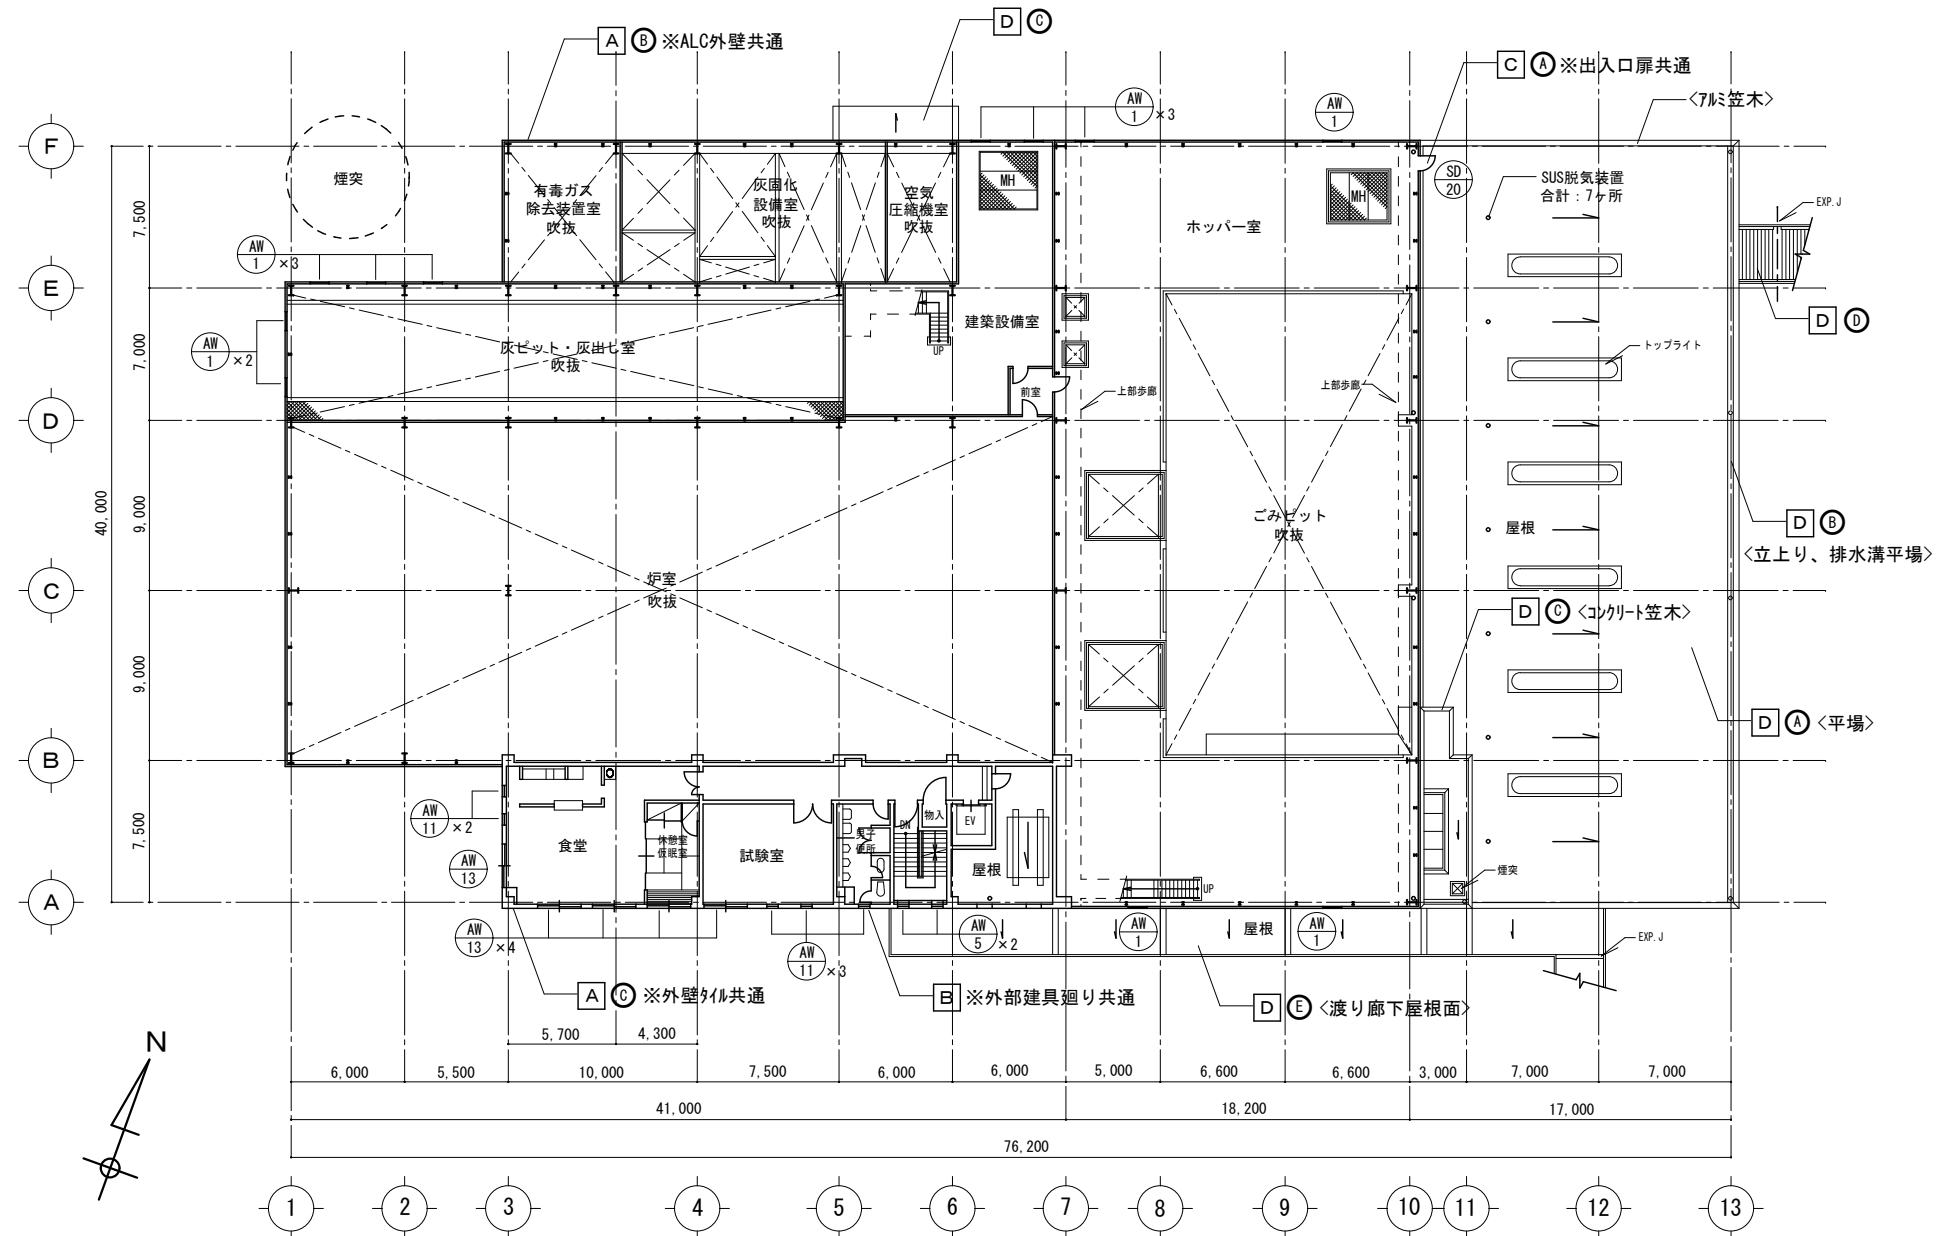 D C
A B ※ALC外壁共通
C A ※出入口扉共通
〈アルミ笠木〉
AW
1 ×3
AW
1
F
煙突
有毒ガス
除去装置室
吹抜
灰固化
設備室
吹抜
空気
圧縮機室
吹抜
MH
MH
SD
20
SUS脱気装置
合計：7ヶ所
EXP.J
7,500
ホッパー室
AW
1 ×3
E
建築設備室
D D
AW
1 ×2
7,000
灰ピット・灰出し室
吹抜
UP
トップライト
前室
上部歩廊
上部歩廊
D
40,000
9,000
ごみピット
吹抜
屋根
D B
〈立上り、排水溝平場〉
C
炉室
吹抜
D C 〈コンクリート笠木〉
9,000
D A 〈平場〉
B
AW
11 ×2
7,500
物入
EV
DN
食堂
休憩室
仮眠室
試験室
男子
便所
屋根
AW
13
煙突
UP
A
AW
13 ×4
AW
11 ×3
AW
5 ×2
AW
1
屋根
AW
1
EXP.J
A C ※外壁タイル共通
B ※外部建具廻り共通
D E 〈渡り廊下屋根面〉
5,700 4,300
N
6,000 5,500 10,000 7,500 6,000 6,000 5,000 6,600 6,600 3,000 7,000 7,000
41,000 18,200 17,000
76,200
1 2 3 4 5 6 7 8 9 10 11 12 13